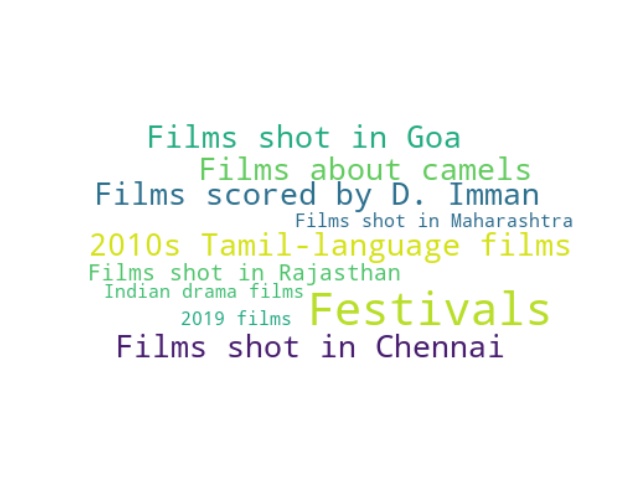 Films shot in Goa
Films about camels
Films scored by D. Imman
Films shot in Maharashtra
2010s Tamil-language films
Films shot in Rajasthan
Indian drama films
Festivals
2019 films
Films shot in Chennai